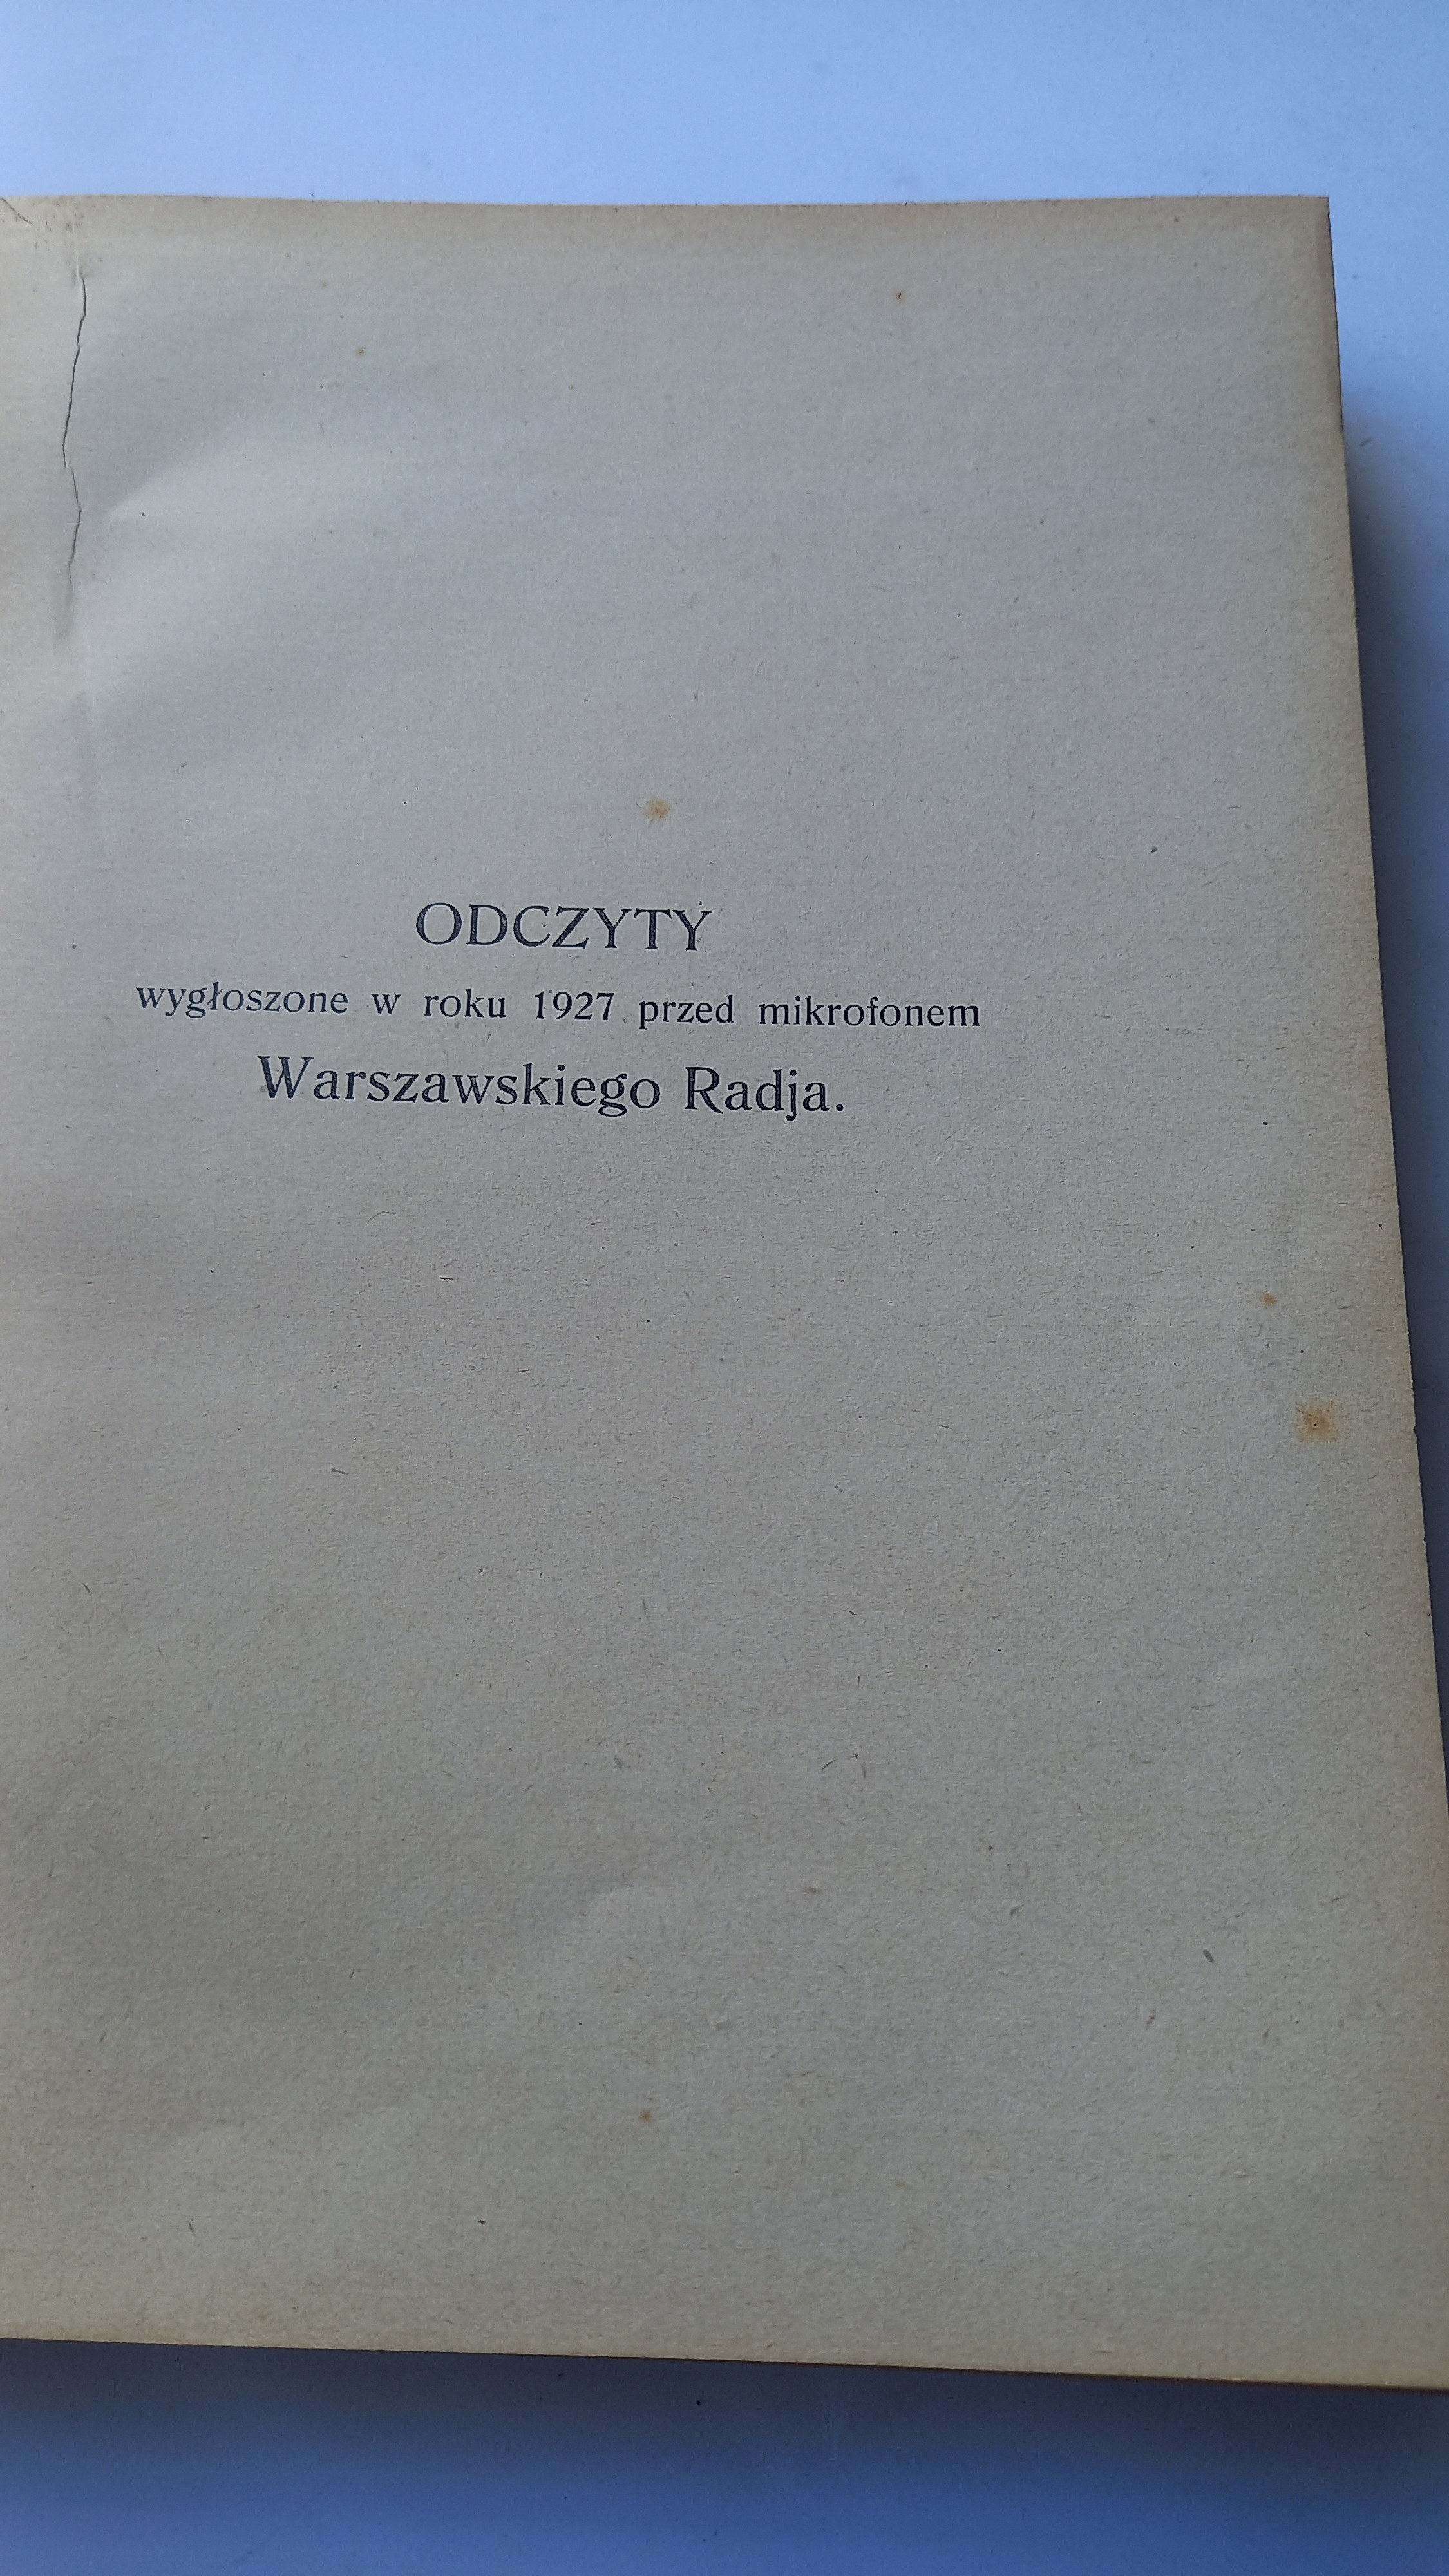 ODCZYTY
wygłoszone w roku 1927 przed mikrofonem
Warszawskiego Radja.